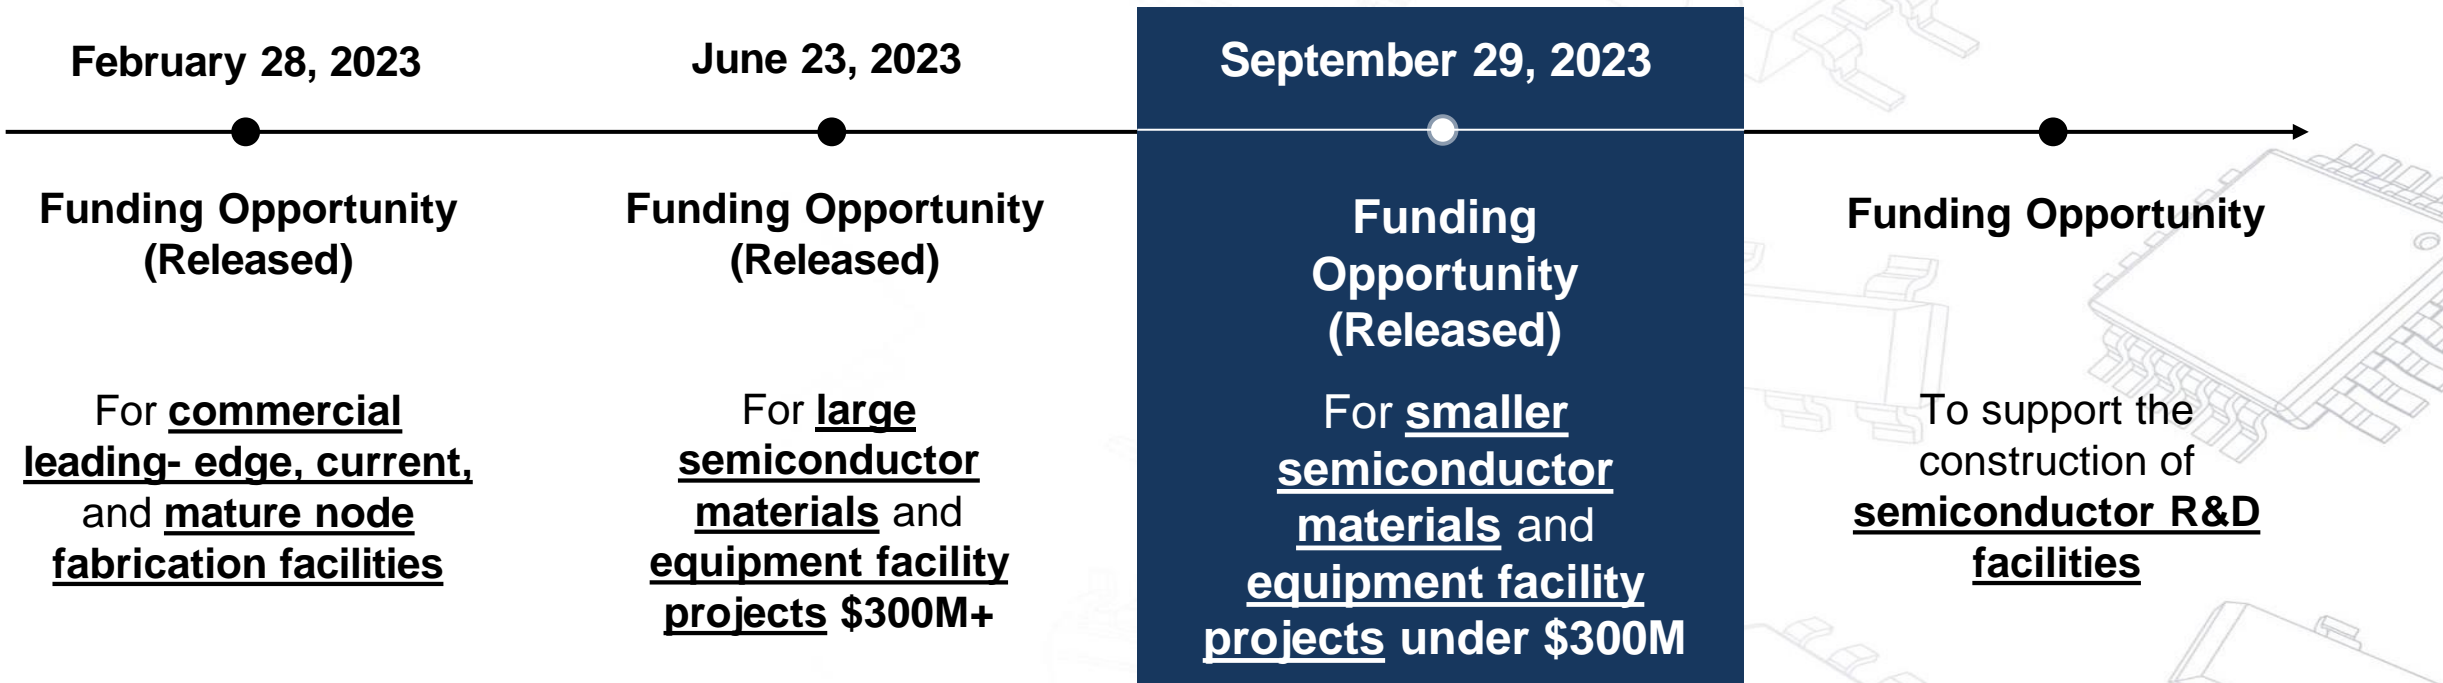 February 28, 2023
Funding Opportunity
(Released)
For commercial
leading- edge, current,
and mature node
fabrication facilities
June 23, 2023
Funding Opportunity
(Released)
For large
semiconductor
materials and
equipment facility
projects $300M+
September 29, 2023
Funding
Opportunity
(Released)
For smaller
semiconductor
materials and
equipment facility
projects under $300M
Funding Opportunity
To support the
construction of
semiconductor R&D
facilities